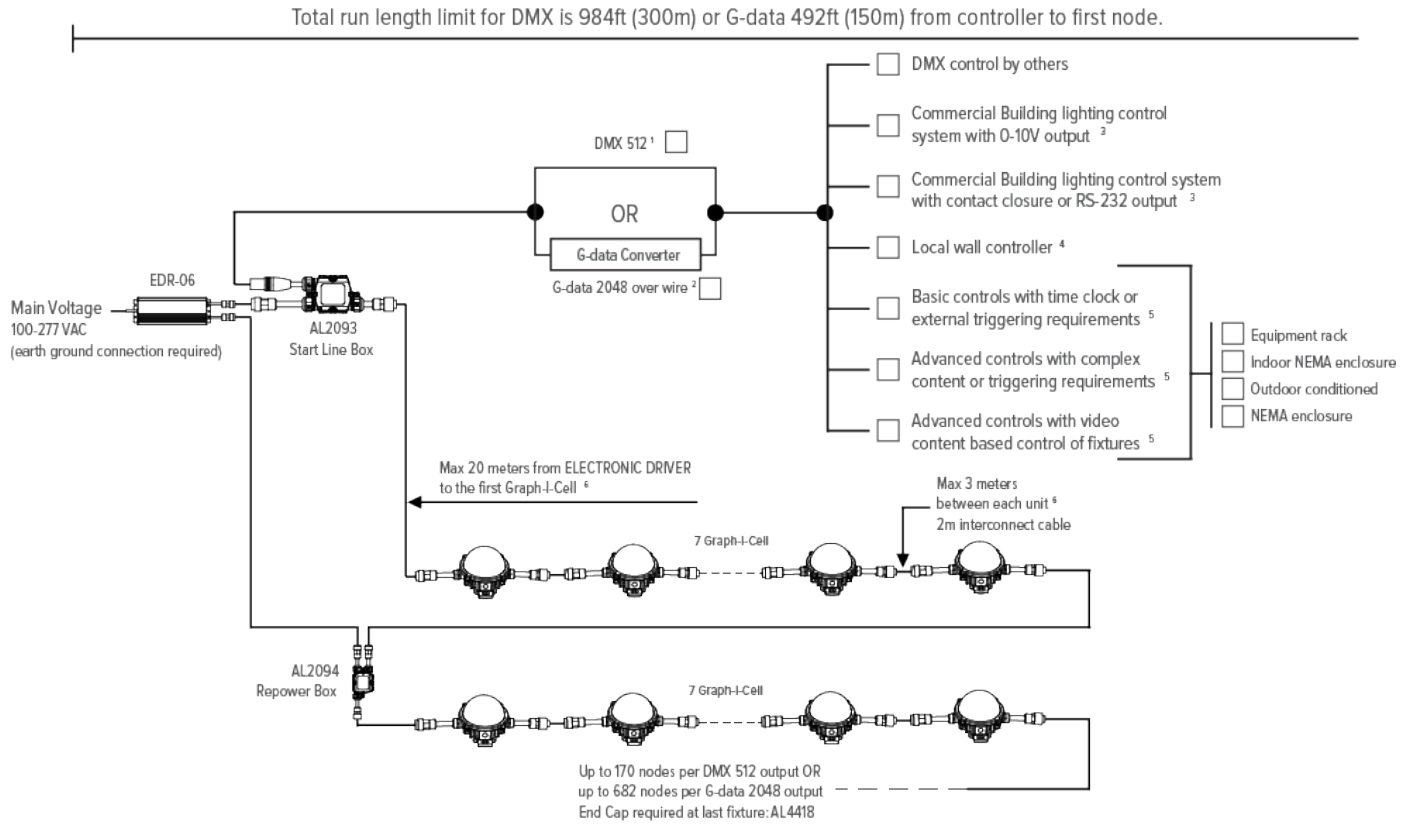 Total run length limit for DMX is 984ft (300m) or G-data 492ft (150m) from controller to first node.
DMX control by others
Commercial Building lighting control
system with 0-10V output 3
DMX 512 1
Commercial Building lighting control system
with contact closure or RS-232 output 3
OR
G-data Converter
G-data 2048 over wire 2
Local wall controller 4
EDR-06
Main Voltage
100-277 VAC
(earth ground connection required)
AL2093
Start Line Box
Basic controls with time clock or
external triggering requirements 5
Advanced controls with complex
content or triggering requirements 5
Advanced controls with video
content based control of fixtures 5
Equipment rack
Indoor NEMA enclosure
Outdoor conditioned
NEMA enclosure
Max 20 meters from ELECTRONIC DRIVER
to the first Graph-I-Cell 6
Max 3 meters
between each unit 6
2m interconnect cable
7 Graph-I-Cell
AL2094
Repower Box
7 Graph-I-Cell
Up to 170 nodes per DMX 512 output OR
up to 682 nodes per G-data 2048 output
End Cap required at last fixture: AL4418